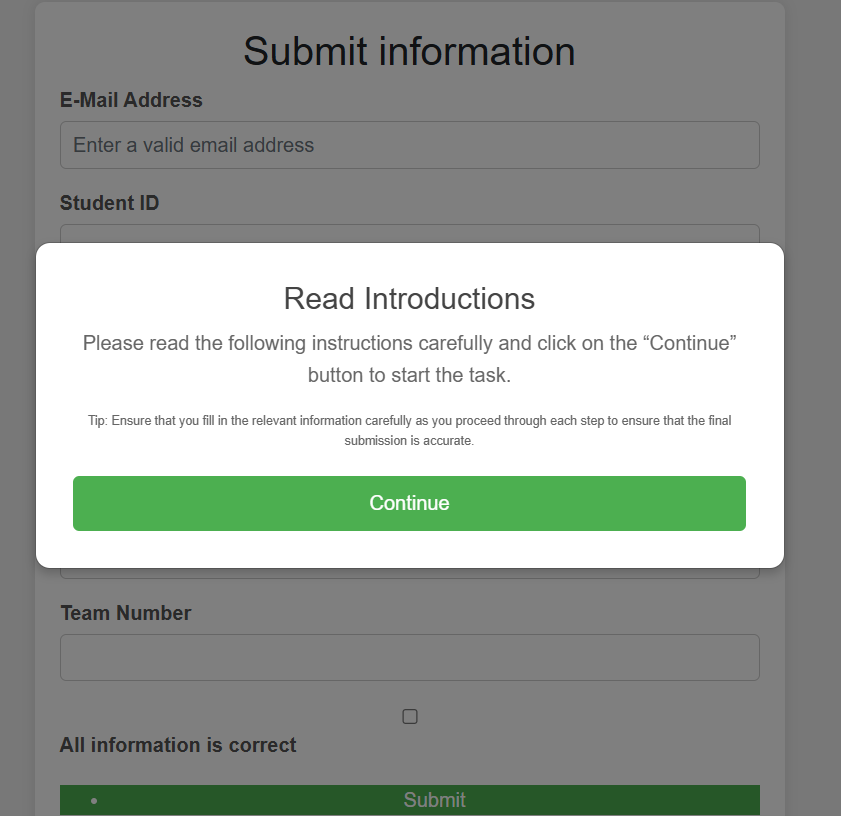 Submit information
E-Mail Address
Enter a valid email address
Student ID
Read Introductions
Please read the following instructions carefully and click on the “Continue”
button to start the task.
Tip: Ensure that you fill in the relevant information carefully as you proceed through each step to ensure that the final
submission is accurate.
Continue
Team Number
All information is correct
Submit